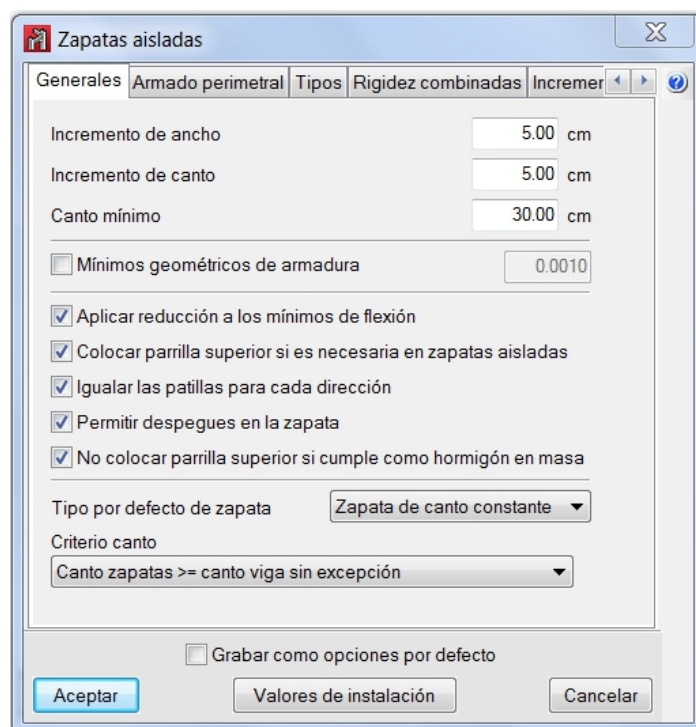 Zapatas aisladas
Generales Armado perimetral Tipos Rigidez combinadas Incremer
Incremento de ancho 5.00 cm
Incremento de canto 5.00 cm
Canto mínimo 30.00 cm
Mínimos geométricos de armadura 0.0010
Aplicar reducción a los mínimos de flexión
Colocar parrilla superior si es necesaria en zapatas aisladas
Igualar las patillas para cada dirección
Permitir despegues en la zapata
No colocar parrilla superior si cumple como hormigón en masa
Tipo por defecto de zapata Zapata de canto constante
Criterio canto
Canto zapatas >= canto viga sin excepción
Grabar como opciones por defecto
Aceptar Valores de instalación Cancelar